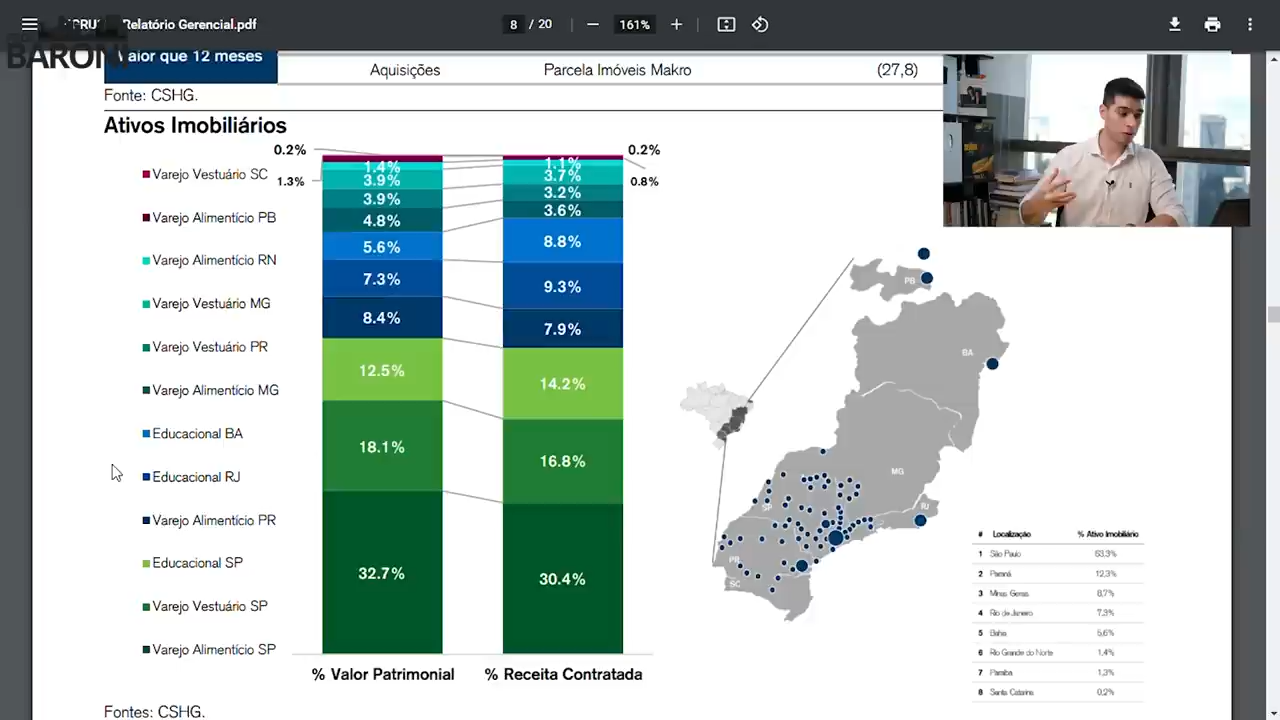 Relatório Gerencial.pdf
8 / 20
161%
BARONI
Valor que 12 meses
Aquisições Parcela Imóveis Makro (27,8)
Fonte: CSHG.
Ativos Imobiliários
Varejo Vestuário SC
Varejo Alimentício PB
Varejo Alimentício RN
Varejo Vestuário MG
Varejo Vestuário PR
Varejo Alimentício MG
Educacional BA
Educacional RJ
Varejo Alimentício PR
Educacional SP
Varejo Vestuário SP
Varejo Alimentício SP
0.2%
1.3%
1.4%
3.9%
3.9%
4.8%
5.6%
7.3%
8.4%
12.5%
18.1%
32.7%
% Valor Patrimonial
0.2%
0.8%
1.1%
3.7%
3.2%
3.6%
8.8%
9.3%
7.9%
14.2%
16.8%
30.4%
% Receita Contratada
PB
BA
MG
RJ
SP
PR
SC
# Localização % Ativo Imobiliário
1 São Paulo 63,3%
2 Paraná 12,3%
3 Minas Gerais 8,7%
4 Rio de Janeiro 7,3%
5 Bahia 5,6%
6 Rio Grande do Norte 1,4%
7 Paraíba 1,3%
8 Santa Catarina 0,2%
Fontes: CSHG.